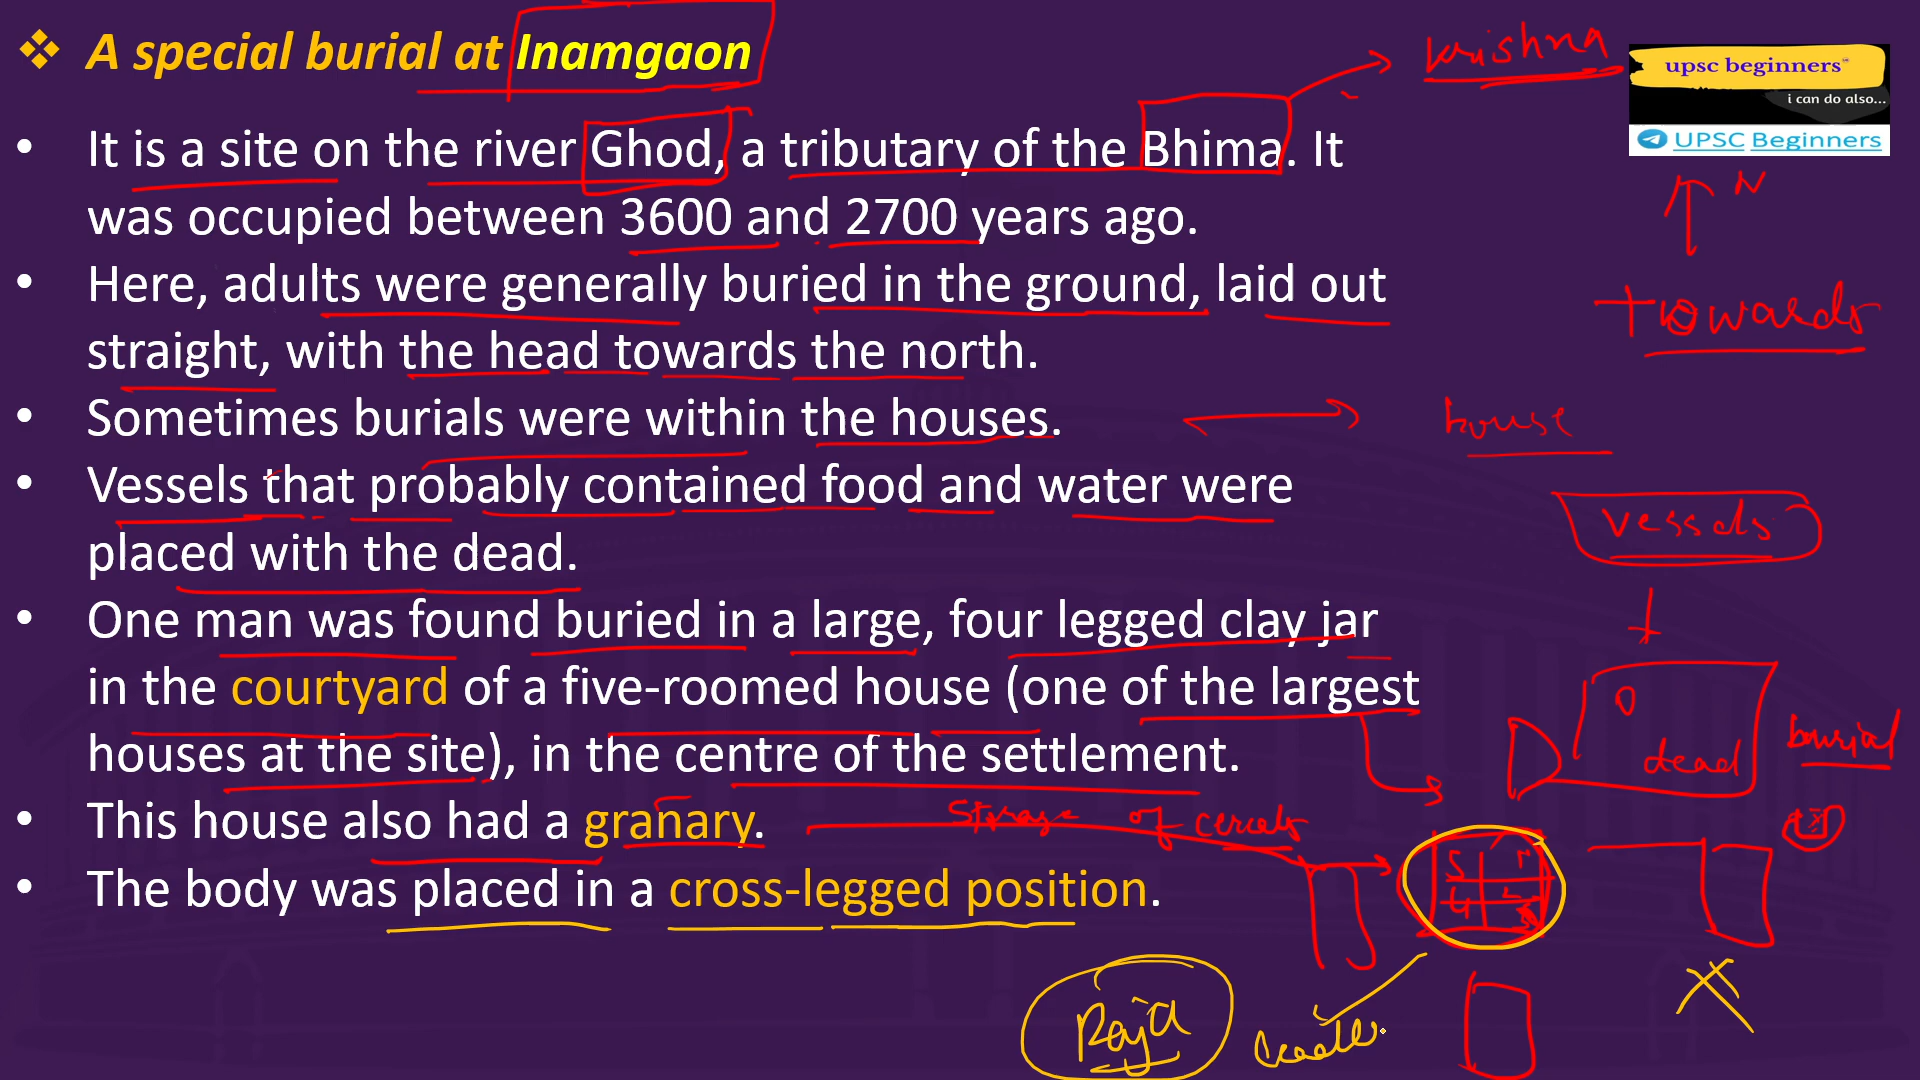 ❖ A special burial at Inamgaon
krishna
upsc beginners
i can do also...
UPSC Beginners
• It is a site on the river Ghod, a tributary of the Bhima. It
was occupied between 3600 and 2700 years ago.
N
• Here, adults were generally buried in the ground, laid out
straight, with the head towards the north.
towards
• Sometimes burials were within the houses.
house
• Vessels that probably contained food and water were
placed with the dead.
vessels
• One man was found buried in a large, four legged clay jar
in the courtyard of a five-roomed house (one of the largest
houses at the site), in the centre of the settlement.
dead
burial
• This house also had a granary.
Storage of cereals
• The body was placed in a cross-legged position.
Raja